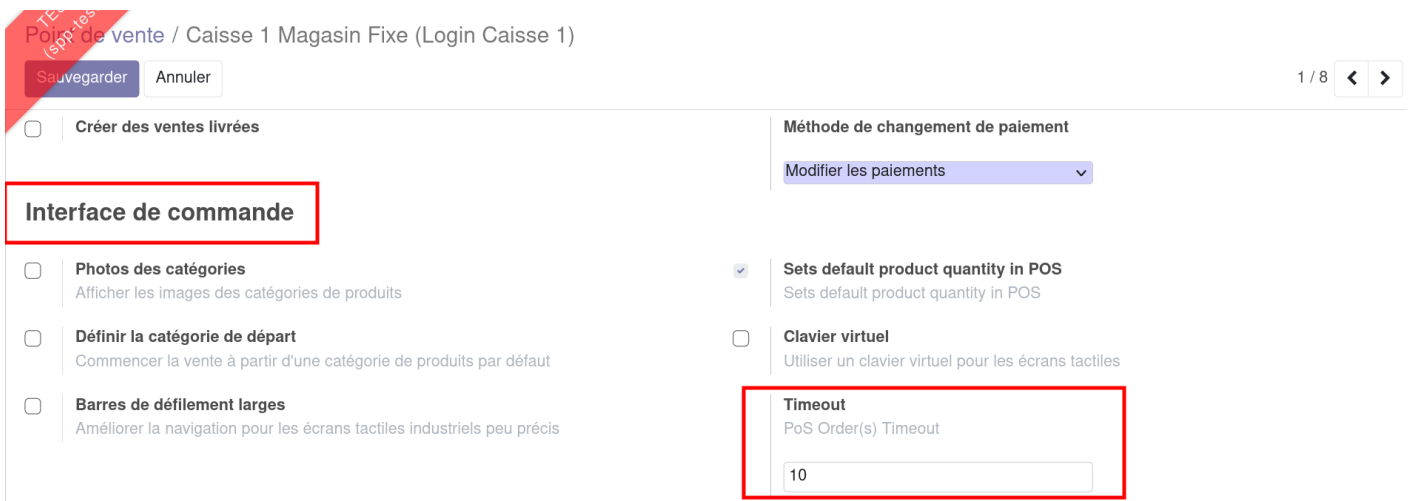 TES
(spp-tes
Point de vente / Caisse 1 Magasin Fixe (Login Caisse 1)
Sauvegarder
Annuler
1 / 8
Créer des ventes livrées
Méthode de changement de paiement
Modifier les paiements
Interface de commande
Photos des catégories
Afficher les images des catégories de produits
Sets default product quantity in POS
Sets default product quantity in POS
Définir la catégorie de départ
Commencer la vente à partir d'une catégorie de produits par défaut
Clavier virtuel
Utiliser un clavier virtuel pour les écrans tactiles
Barres de défilement larges
Améliorer la navigation pour les écrans tactiles industriels peu précis
Timeout
PoS Order(s) Timeout
10